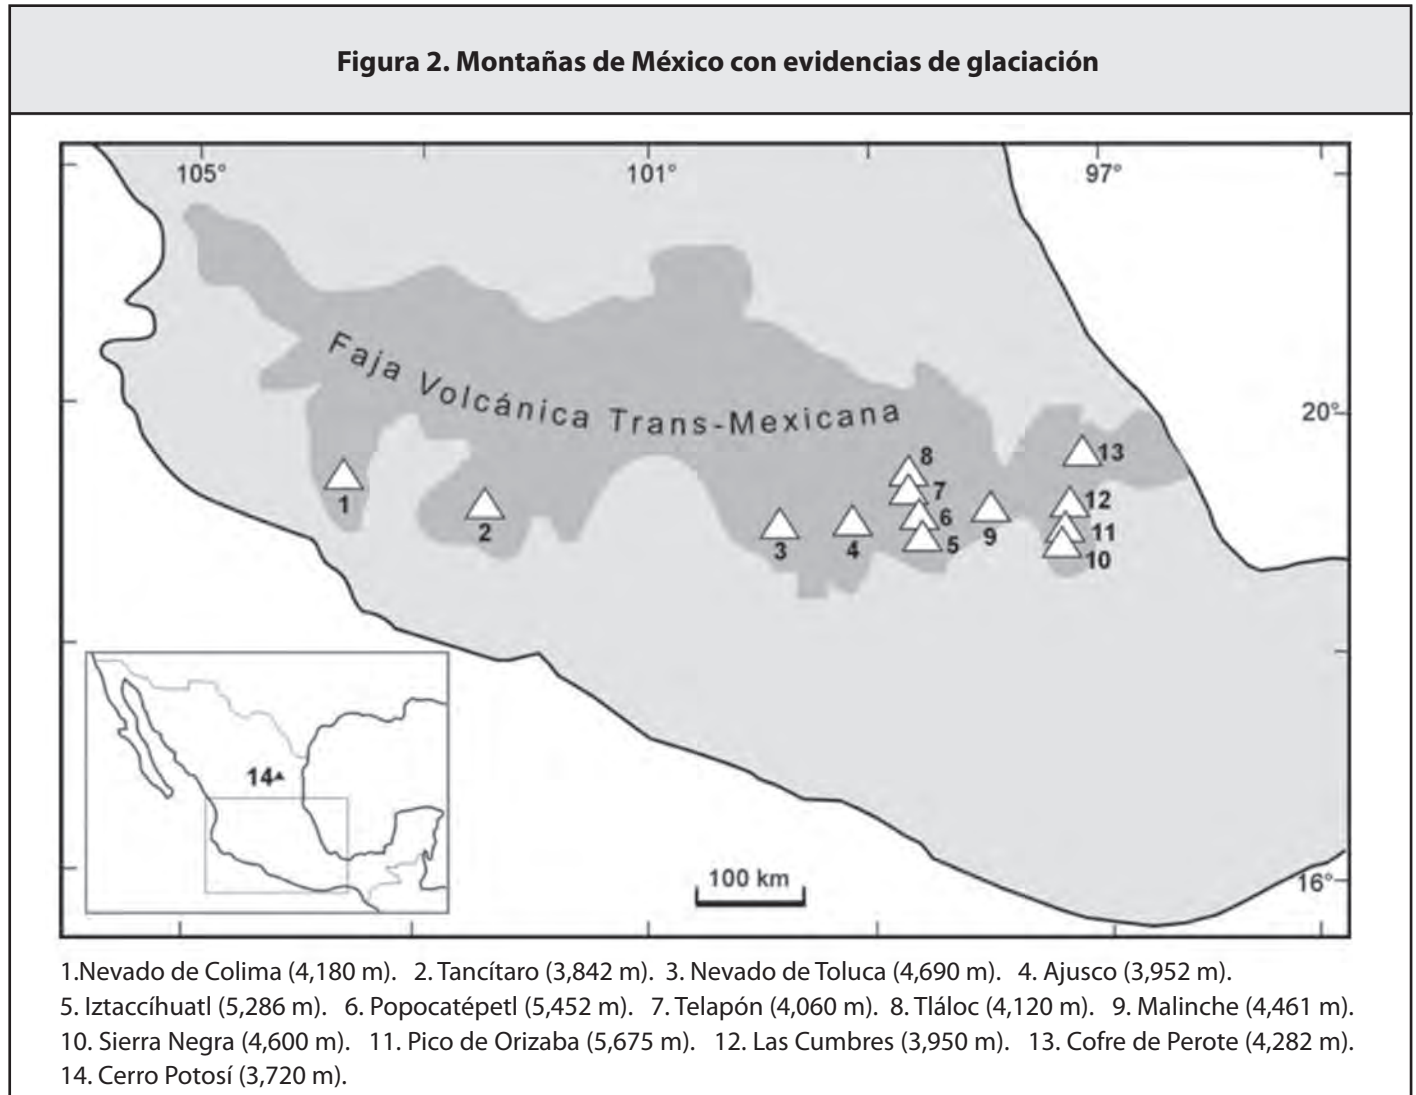 Figura 2. Montañas de México con evidencias de glaciación
105°
101°
97°
Faja Volcánica Trans-Mexicana
20°
8
13
7
1
12
2
6
9
11
3
4
5
10
14
100 km
16°
1.Nevado de Colima (4,180 m). 2. Tancítaro (3,842 m). 3. Nevado de Toluca (4,690 m). 4. Ajusco (3,952 m).
5. Iztaccíhuatl (5,286 m). 6. Popocatépetl (5,452 m). 7. Telapón (4,060 m). 8. Tláloc (4,120 m). 9. Malinche (4,461 m).
10. Sierra Negra (4,600 m). 11. Pico de Orizaba (5,675 m). 12. Las Cumbres (3,950 m). 13. Cofre de Perote (4,282 m).
14. Cerro Potosí (3,720 m).